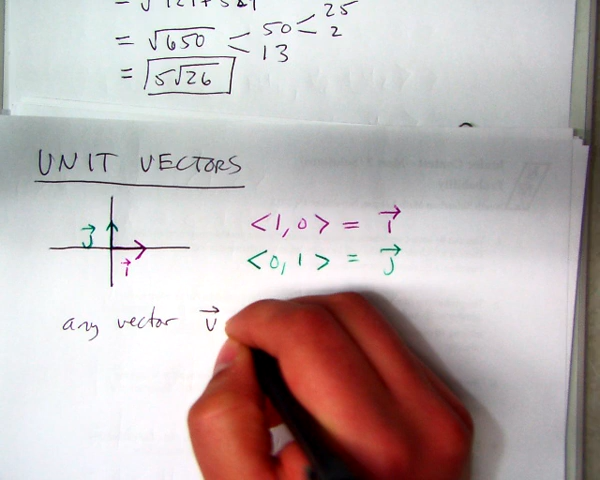 = √650 < 50 < 25
2
13
= 5√26
UNIT VECTORS
j⃗
i⃗
<1,0> = i⃗
<0,1> = j⃗
any vector v⃗